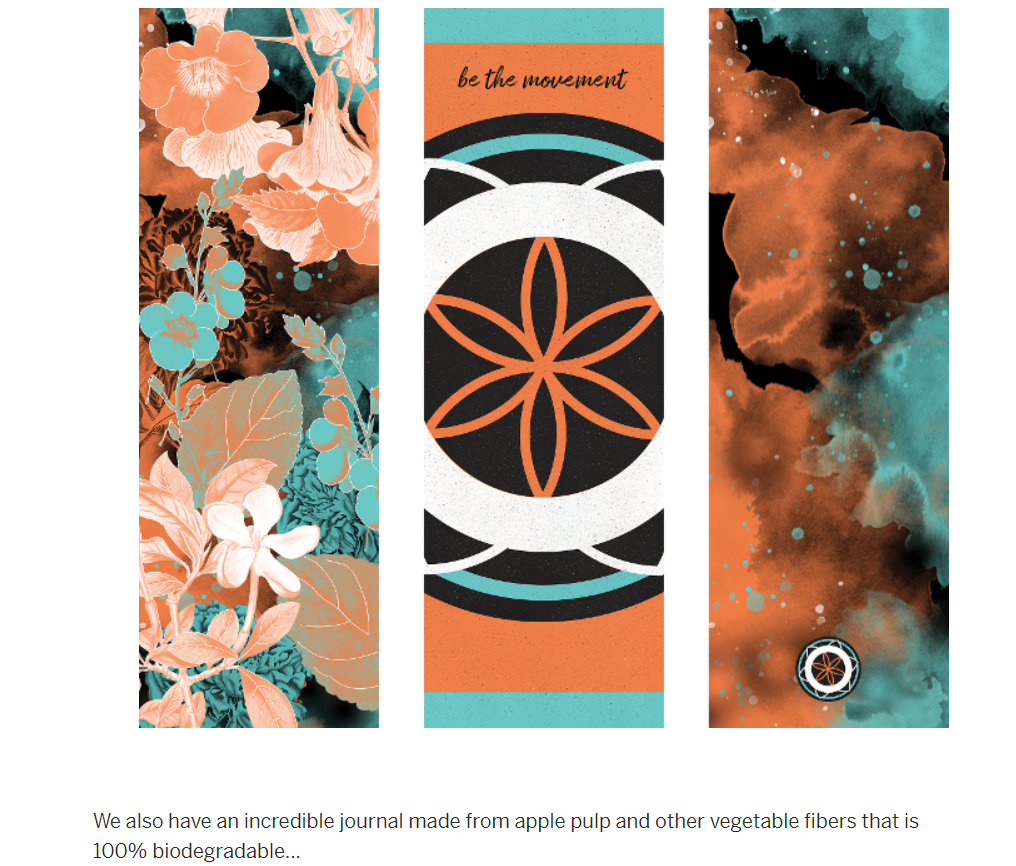 be the movement
We also have an incredible journal made from apple pulp and other vegetable fibers that is
100% biodegradable...